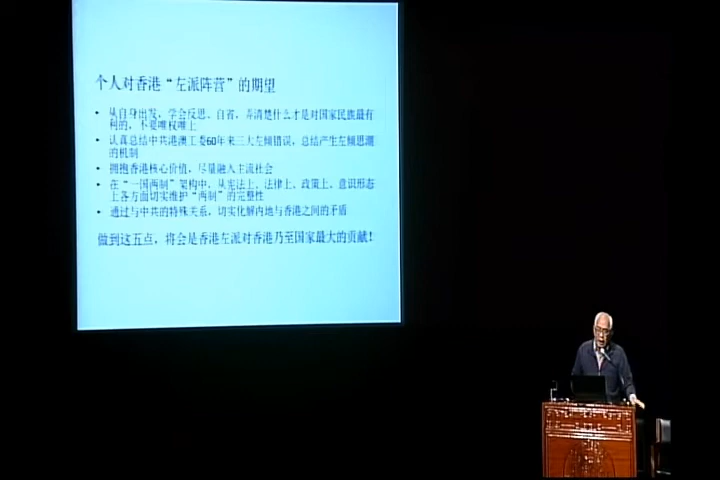 个人对香港“左派阵营”的期望
• 从自身出发，学会反思、自省，弄清楚什么才是对国家民族最有
利的，不要唯权唯上
• 认真总结中共港澳工委60年来三大左倾错误，总结产生左倾思潮
的机制
• 拥抱香港核心价值，尽量融入主流社会
• 在“一国两制”架构中，从宪法上、法律上、政策上、意识形态
上各方面切实维护“两制”的完整性
• 通过与中共的特殊关系，切实化解内地与香港之间的矛盾
做到这五点，将会是香港左派对香港乃至国家最大的贡献！